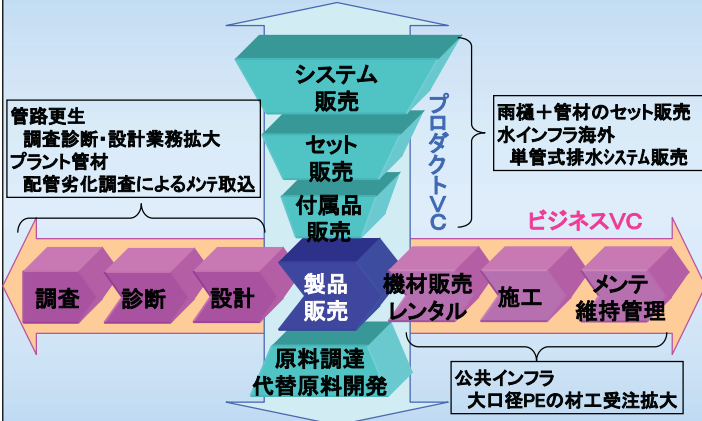 システム
販売
セット
販売
付属品
販売
プロダクトVC
雨樋+管材のセット販売
水インフラ海外
単管式排水システム販売
管路更生
調査診断・設計業務拡大
プラント管材
配管劣化調査によるメンテ取込
ビジネスVC
調査
診断
設計
製品
販売
機材販売
レンタル
施工
メンテ
維持管理
原料調達
代替原料開発
公共インフラ
大口径PEの材工受注拡大